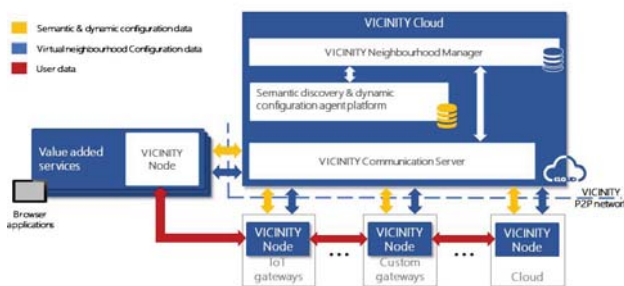 Semantic & dynamic configuration data
Virtual neighbourhood Configuration data
User data
VICINITY Cloud
VICINITY Neighbourhood Manager
Semantic discovery & dynamic
configuration agent platform
VICINITY Communication Server
CLOUD
Value added
services
VICINITY
Node
Browser
applications
VICINITY
P2P network
VICINITY
Node
IoT
gateways
...
VICINITY
Node
Custom
gateways
...
VICINITY
Node
Cloud